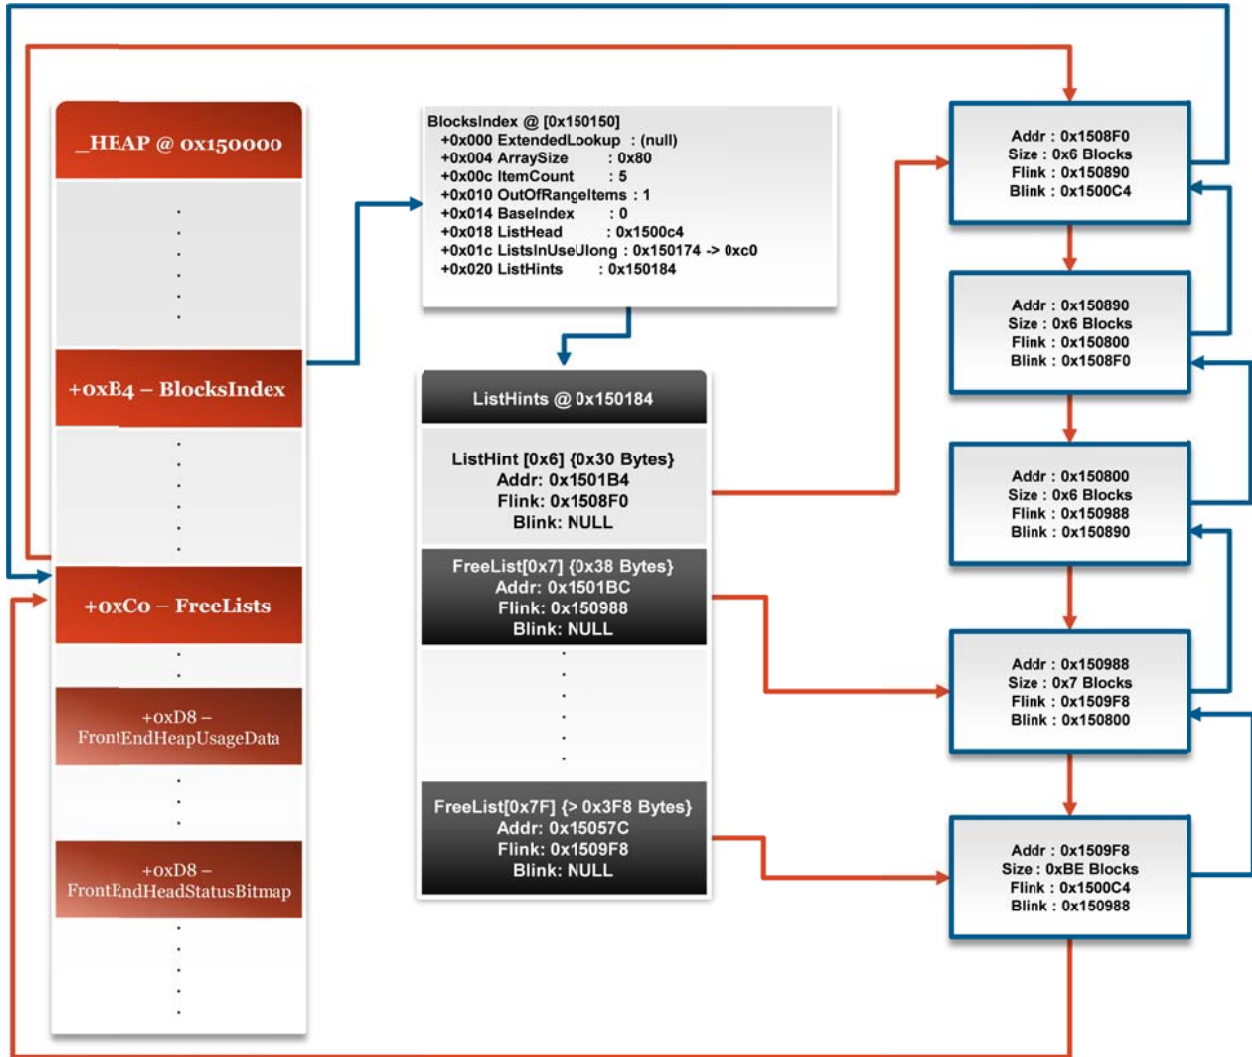 _HEAP @ 0x150000
+0xB4 – BlocksIndex
+0xC0 – FreeLists
+0xD8 –
FrontEndHeapUsageData
+0xD8 –
FrontEndHeadStatusBitmap
BlocksIndex @ [0x150150]
+0x000 ExtendedLookup : (null)
+0x004 ArraySize : 0x80
+0x00c ItemCount : 5
+0x010 OutOfRangeItems : 1
+0x014 BaseIndex : 0
+0x018 ListHead : 0x1500c4
+0x01c ListsInUseUlong : 0x150174 -> 0xc0
+0x020 ListHints : 0x150184
ListHints @ 0x150184
ListHint [0x6] {0x30 Bytes}
Addr: 0x1501B4
Flink: 0x1508F0
Blink: NULL
FreeList[0x7] {0x38 Bytes}
Addr: 0x1501BC
Flink: 0x150988
Blink: NULL
FreeList[0x7F] {> 0x3F8 Bytes}
Addr: 0x15057C
Flink: 0x1509F8
Blink: NULL
Addr : 0x1508F0
Size : 0x6 Blocks
Flink : 0x150890
Blink : 0x1500C4
Addr : 0x150890
Size : 0x6 Blocks
Flink : 0x150800
Blink : 0x1508F0
Addr : 0x150800
Size : 0x6 Blocks
Flink : 0x150988
Blink : 0x150890
Addr : 0x150988
Size : 0x7 Blocks
Flink : 0x1509F8
Blink : 0x150800
Addr : 0x1509F8
Size : 0xBE Blocks
Flink : 0x1500C4
Blink : 0x150988